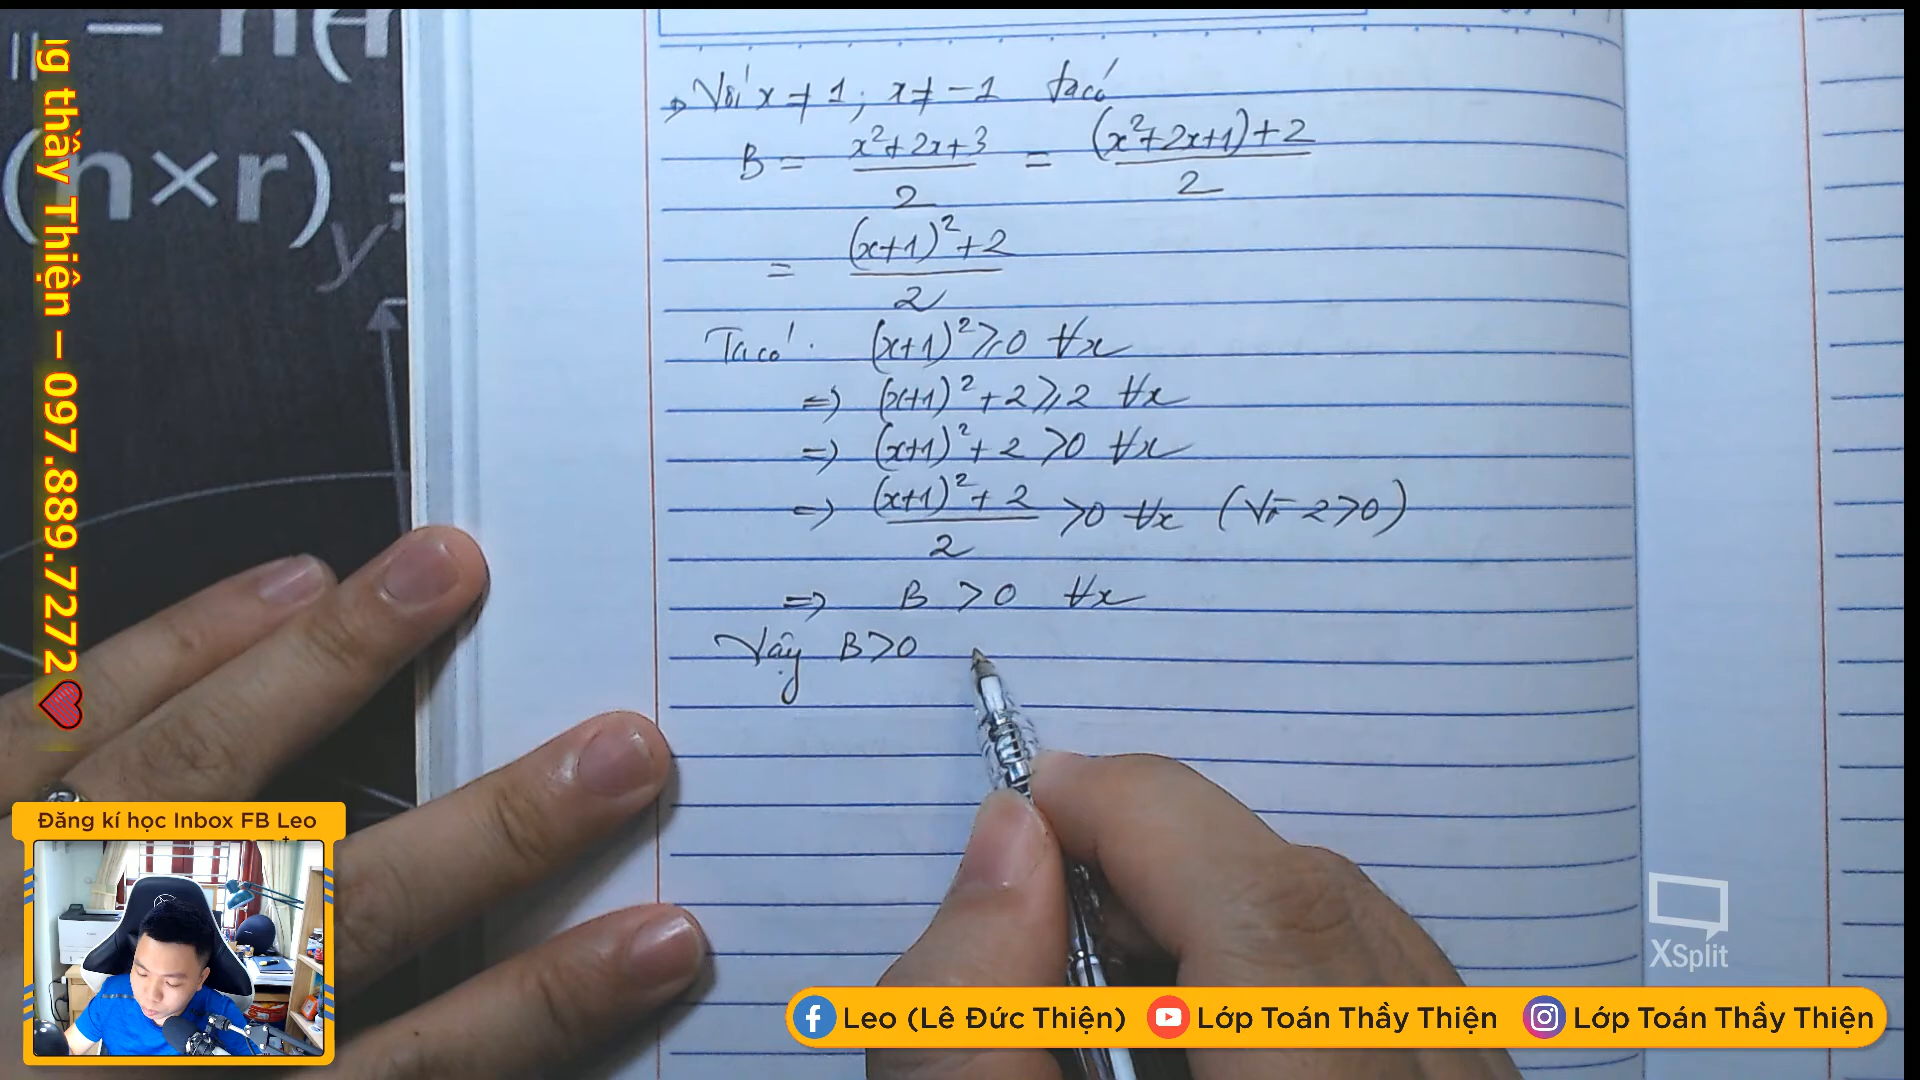 => Với x ≠ 1 ; x ≠ -1 ta có
B = (x² + 2x + 3)/2 = ((x² + 2x + 1) + 2)/2
= ((x+1)² + 2)/2
Ta có : (x+1)² ⩾ 0 ∀x
=> (x+1)² + 2 ⩾ 2 ∀x
=> (x+1)² + 2 > 0 ∀x
=> ((x+1)² + 2)/2 > 0 ∀x (Vì 2 > 0)
=> B > 0 ∀x
Vậy B > 0
thầy Thiện – 097.889.7272
(n×r)
y
Đăng kí học Inbox FB Leo
XSplit
Leo (Lê Đức Thiện) Lớp Toán Thầy Thiện Lớp Toán Thầy Thiện